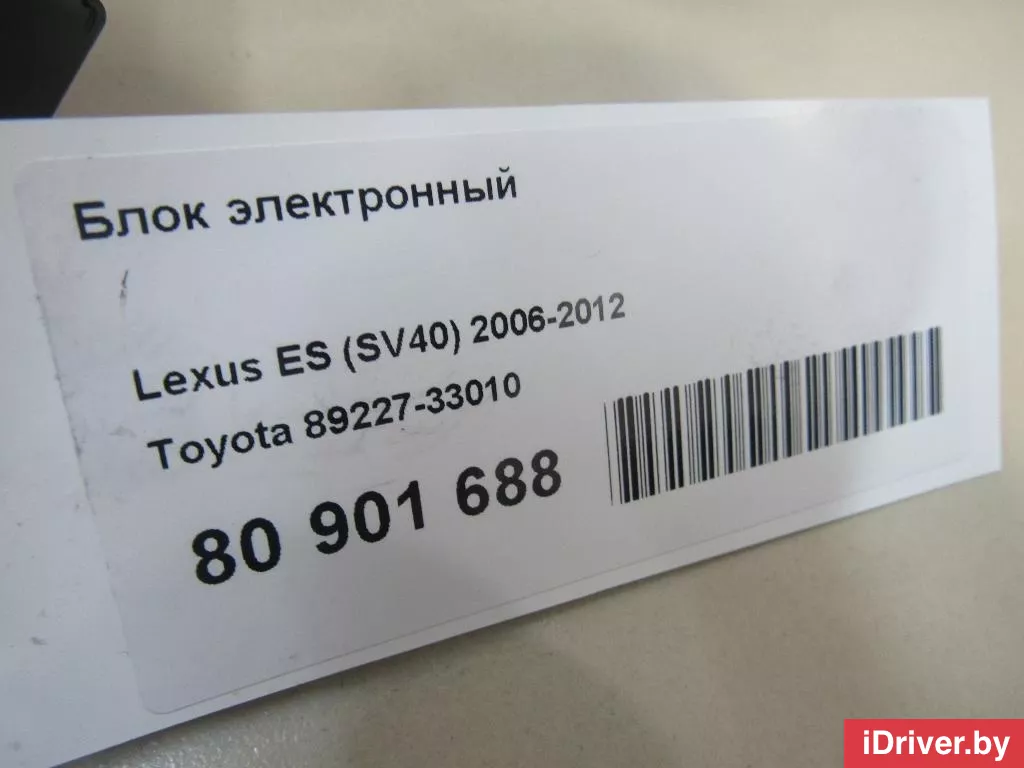 Блок электронный
Lexus ES (SV40) 2006-2012
Toyota 89227-33010
80 901 688
iDriver.by